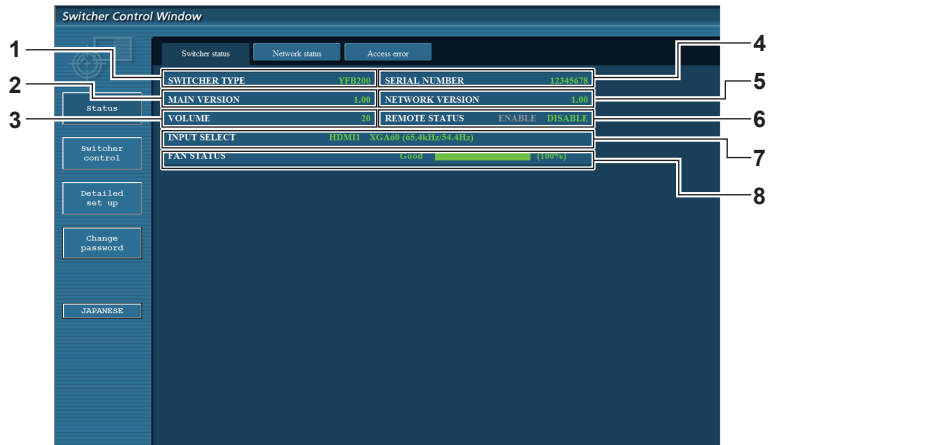 Switcher Control Window
Switcher status Network status Access error
1
4
SWITCHER TYPE YFB200 SERIAL NUMBER 12345678
2
5
MAIN VERSION 1.00 NETWORK VERSION 1.00
3
6
VOLUME 20 REMOTE STATUS ENABLE DISABLE
7
INPUT SELECT HDMI1 XGA60 (65.4kHz/54.4Hz)
8
FAN STATUS Good (100%)
Status
Switcher
control
Detailed
set up
Change
password
JAPANESE